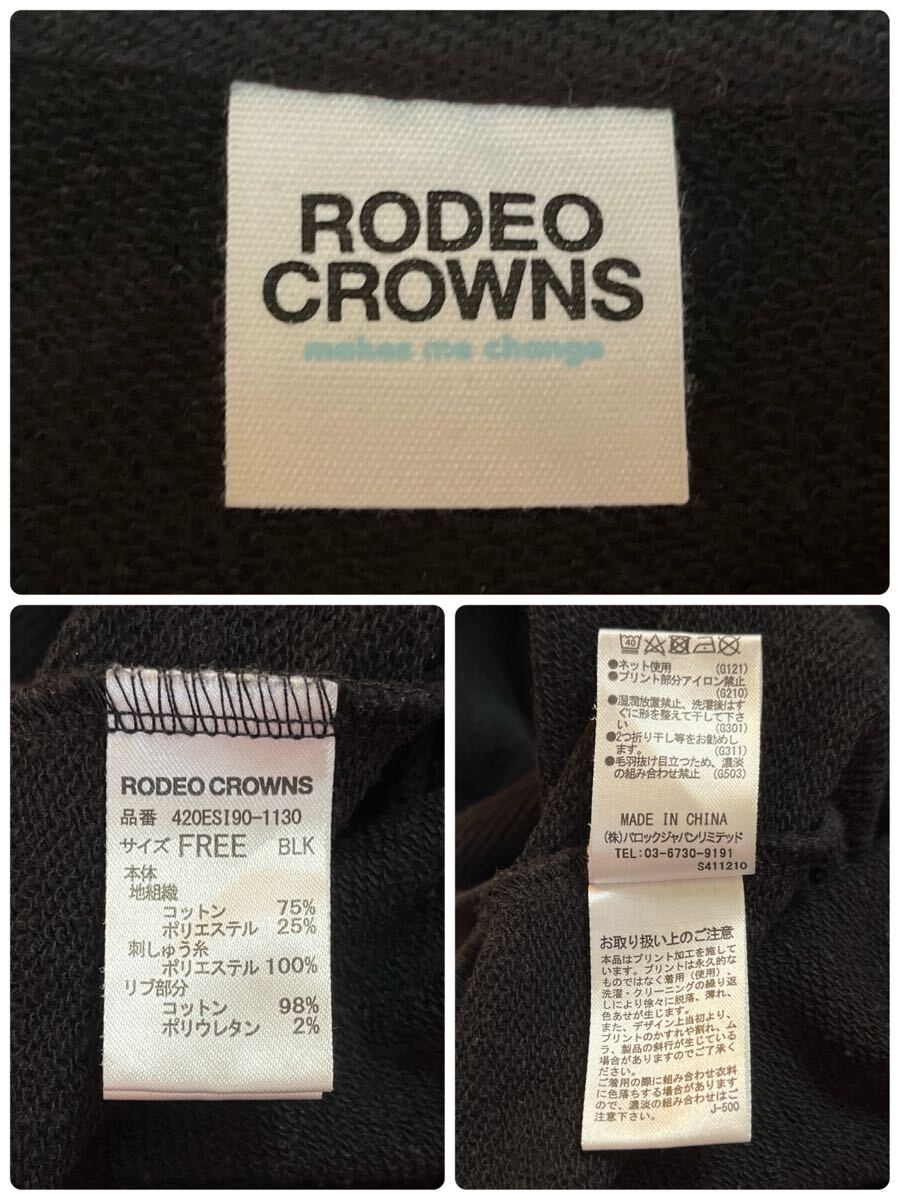 RODEO
CROWNS
makes me change
RODEO CROWNS
品番 420ESI90-1130
サイズ FREE BLK
本体
地組織
コットン 75%
ポリエステル 25%
刺しゅう糸
ポリエステル 100%
リブ部分
コットン 98%
ポリウレタン 2%
40
●ネット使用 (G121)
●プリント部分アイロン禁止
(G210)
●湿潤放置禁止、洗濯後はす
ぐに形を整えて干して下さ
い (G301)
●2つ折り干し等をお勧めし
ます。 (G311)
●毛羽抜け目立つため、濃淡
の組み合わせ禁止 (G503)
MADE IN CHINA
(株)バロックジャパンリミテッド
TEL:03-6730-9191
S411210
お取り扱い上のご注意
本品はプリント加工を施して
います。プリントは永久的な
ものではなく着用(使用)、
洗濯・クリーニングの繰り返
しにより徐々に脱落、薄れ、
色あせが生じます。
また、デザイン上当初より、
プリントのかすれや割れ、ム
ラ、製品の斜行が生じている
場合がありますのでご了承く
ださい。
ご着用の際に組み合わせ衣料
に色落ちする場合があります
ので、濃淡の組み合わせはご
注意下さい。 J-500